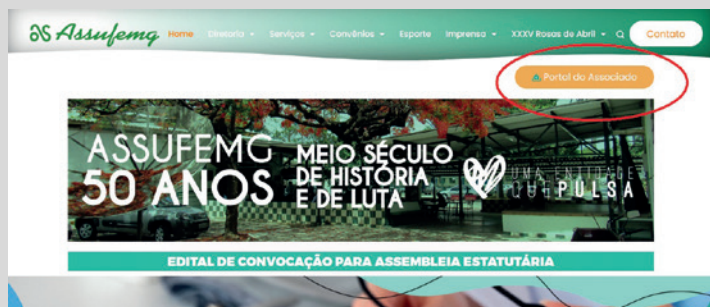 Assufemg Home Diretoria Serviços Convênios Esporte Imprensa XXXV Rosas de Abril Contato
Portal do Associado
ASSUFEMG
50 ANOS
MEIO SÉCULO
DE HISTÓRIA
E DE LUTA
UMA ENTIDADE
QUE PULSA
EDITAL DE CONVOCAÇÃO PARA ASSEMBLEIA ESTATUTÁRIA